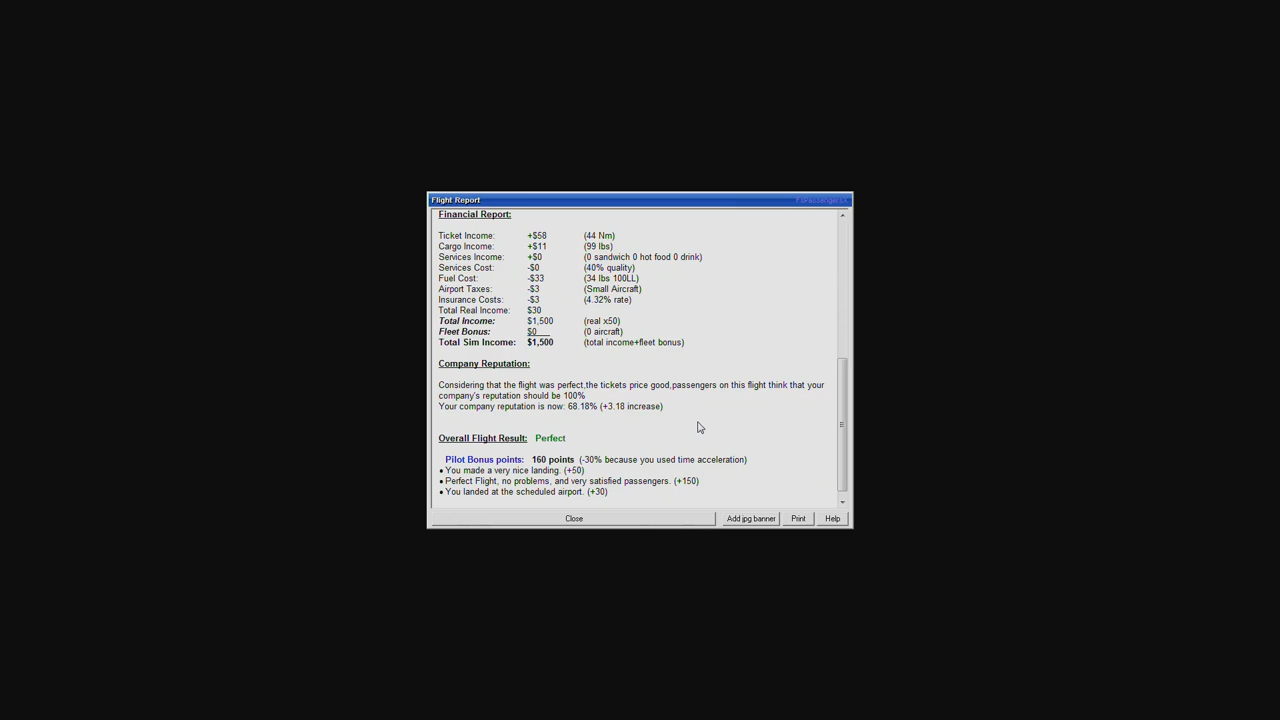 Flight Report FsPassengersX
Financial Report:
Ticket Income: +$58 (44 Nm)
Cargo Income: +$11 (99 lbs)
Services Income: +$0 (0 sandwich 0 hot food 0 drink)
Services Cost: -$0 (40% quality)
Fuel Cost: -$33 (34 lbs 100LL)
Airport Taxes: -$3 (Small Aircraft)
Insurance Costs: -$3 (4.32% rate)
Total Real Income: $30
Total Income: $1,500 (real x50)
Fleet Bonus: $0 (0 aircraft)
Total Sim Income: $1,500 (total income+fleet bonus)
Company Reputation:
Considering that the flight was perfect,the tickets price good,passengers on this flight think that your
company's reputation should be 100%
Your company reputation is now: 68.18% (+3.18 increase)
Overall Flight Result: Perfect
Pilot Bonus points: 160 points (-30% because you used time acceleration)
• You made a very nice landing. (+50)
• Perfect Flight, no problems, and very satisfied passengers. (+150)
• You landed at the scheduled airport. (+30)
Close Add jpg banner Print Help